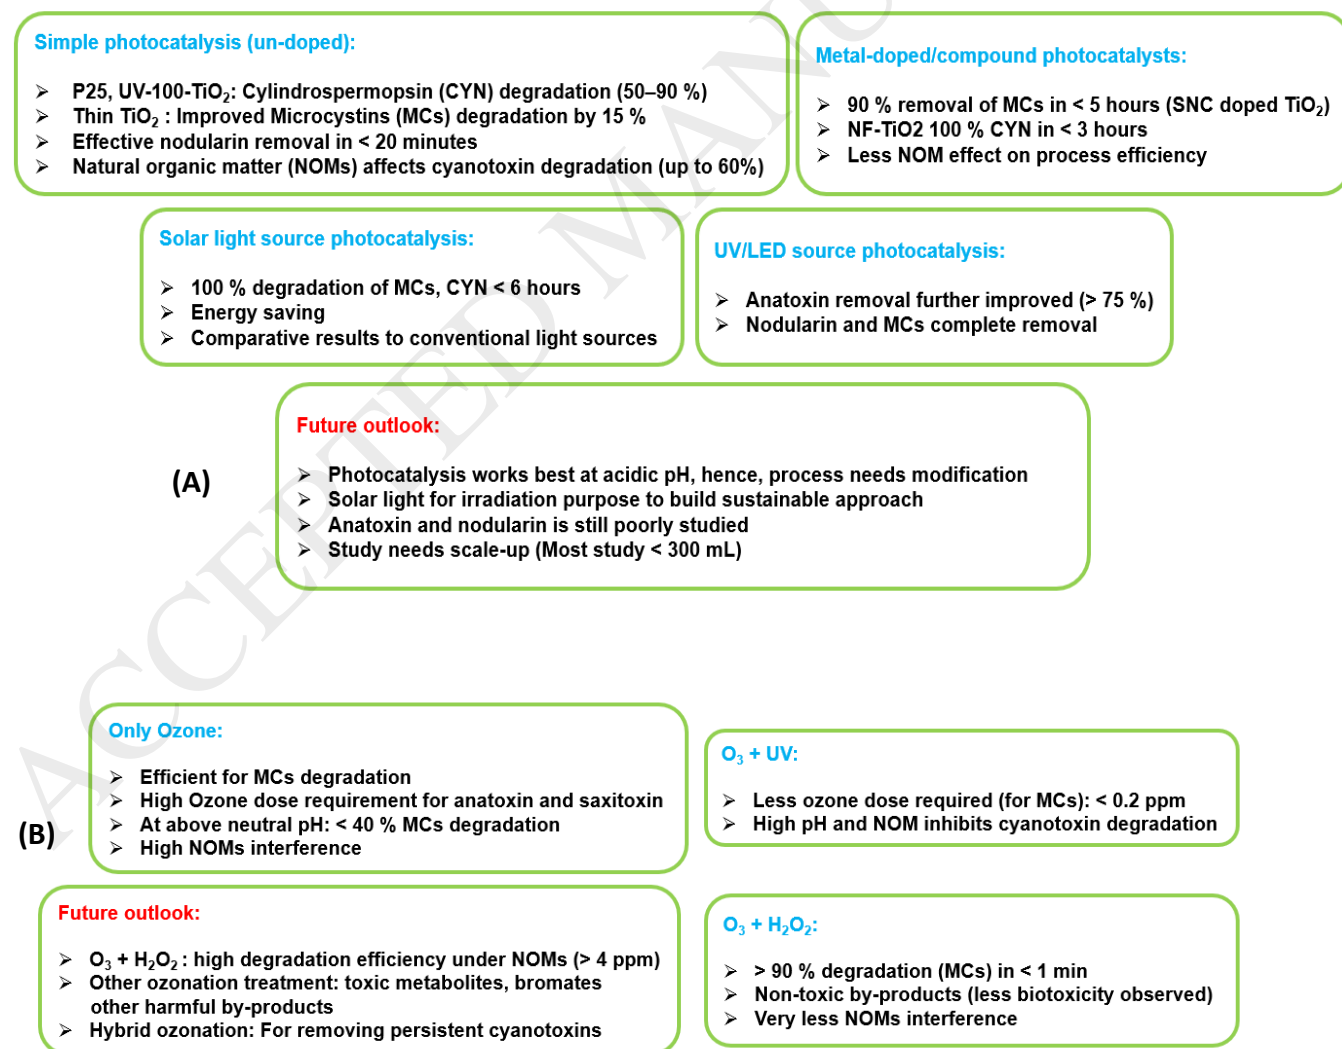 Simple photocatalysis (un-doped):
➢ P25, UV-100-TiO₂: Cylindrospermopsin (CYN) degradation (50–90 %)
➢ Thin TiO₂ : Improved Microcystins (MCs) degradation by 15 %
➢ Effective nodularin removal in < 20 minutes
➢ Natural organic matter (NOMs) affects cyanotoxin degradation (up to 60%)
Metal-doped/compound photocatalysts:
➢ 90 % removal of MCs in < 5 hours (SNC doped TiO₂)
➢ NF-TiO2 100 % CYN in < 3 hours
➢ Less NOM effect on process efficiency
Solar light source photocatalysis:
➢ 100 % degradation of MCs, CYN < 6 hours
➢ Energy saving
➢ Comparative results to conventional light sources
UV/LED source photocatalysis:
➢ Anatoxin removal further improved (> 75 %)
➢ Nodularin and MCs complete removal
(A)
Future outlook:
➢ Photocatalysis works best at acidic pH, hence, process needs modification
➢ Solar light for irradiation purpose to build sustainable approach
➢ Anatoxin and nodularin is still poorly studied
➢ Study needs scale-up (Most study < 300 mL)
(B)
Only Ozone:
➢ Efficient for MCs degradation
➢ High Ozone dose requirement for anatoxin and saxitoxin
➢ At above neutral pH: < 40 % MCs degradation
➢ High NOMs interference
O₃ + UV:
➢ Less ozone dose required (for MCs): < 0.2 ppm
➢ High pH and NOM inhibits cyanotoxin degradation
Future outlook:
➢ O₃ + H₂O₂ : high degradation efficiency under NOMs (> 4 ppm)
➢ Other ozonation treatment: toxic metabolites, bromates
other harmful by-products
➢ Hybrid ozonation: For removing persistent cyanotoxins
O₃ + H₂O₂:
➢ > 90 % degradation (MCs) in < 1 min
➢ Non-toxic by-products (less biotoxicity observed)
➢ Very less NOMs interference
ACCEPTED MANU